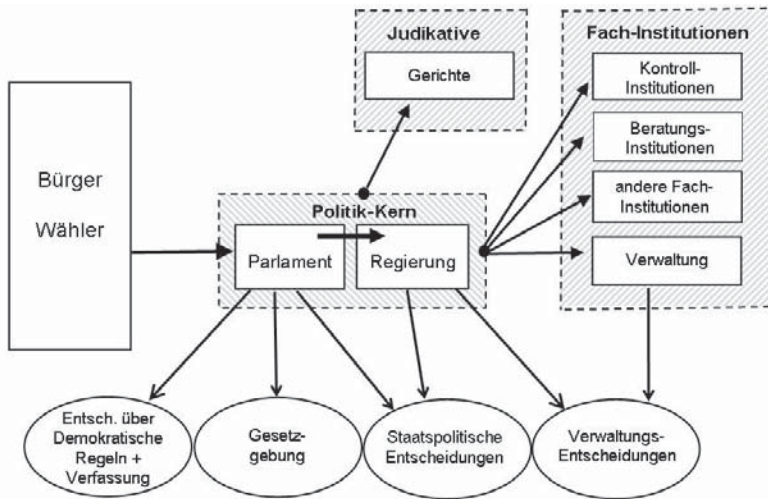 Judikative
Gerichte
Fach-Institutionen
Kontroll-
Institutionen
Beratungs-
Institutionen
andere Fach-
Institutionen
Verwaltung
Bürger
Wähler
Politik-Kern
Parlament
Regierung
Entsch. über
Demokratische
Regeln +
Verfassung
Gesetz-
gebung
Staatspolitische
Entscheidungen
Verwaltungs-
Entscheidungen